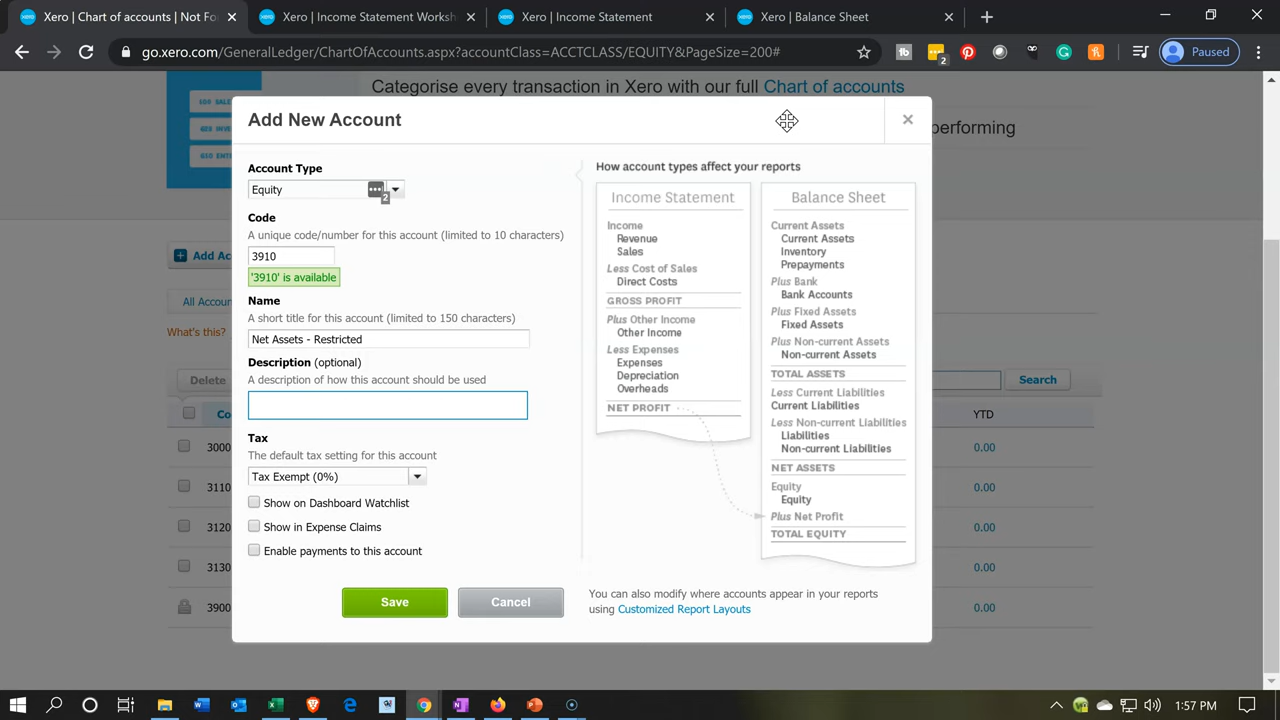 Xero | Chart of accounts | Not Fo
Xero | Income Statement Worksh
Xero | Income Statement
Xero | Balance Sheet
go.xero.com/GeneralLedger/ChartOfAccounts.aspx?accountClass=ACCTCLASS/EQUITY&PageSize=200#
2
Paused
Categorise every transaction in Xero with our full Chart of accounts
performing
Add New Account
How account types affect your reports
Account Type
Equity
2
Code
A unique code/number for this account (limited to 10 characters)
3910
'3910' is available
Name
A short title for this account (limited to 150 characters)
Net Assets - Restricted
Description (optional)
A description of how this account should be used
Tax
The default tax setting for this account
Tax Exempt (0%)
Show on Dashboard Watchlist
Show in Expense Claims
Enable payments to this account
Save
Cancel
Income Statement
Income
Revenue
Sales
Less Cost of Sales
Direct Costs
GROSS PROFIT
Plus Other Income
Other Income
Less Expenses
Expenses
Depreciation
Overheads
NET PROFIT
Balance Sheet
Current Assets
Current Assets
Inventory
Prepayments
Plus Bank
Bank Accounts
Plus Fixed Assets
Fixed Assets
Plus Non-current Assets
Non-current Assets
TOTAL ASSETS
Less Current Liabilities
Current Liabilities
Less Non-current Liabilities
Liabilities
Non-current Liabilities
NET ASSETS
Equity
Equity
Plus Net Profit
TOTAL EQUITY
You can also modify where accounts appear in your reports
using Customized Report Layouts
Add Ac
All Accoun
What's this?
Delete
Search
Co
YTD
3000
0.00
3110
0.00
3120
0.00
3130
0.00
3900
0.00
1:57 PM